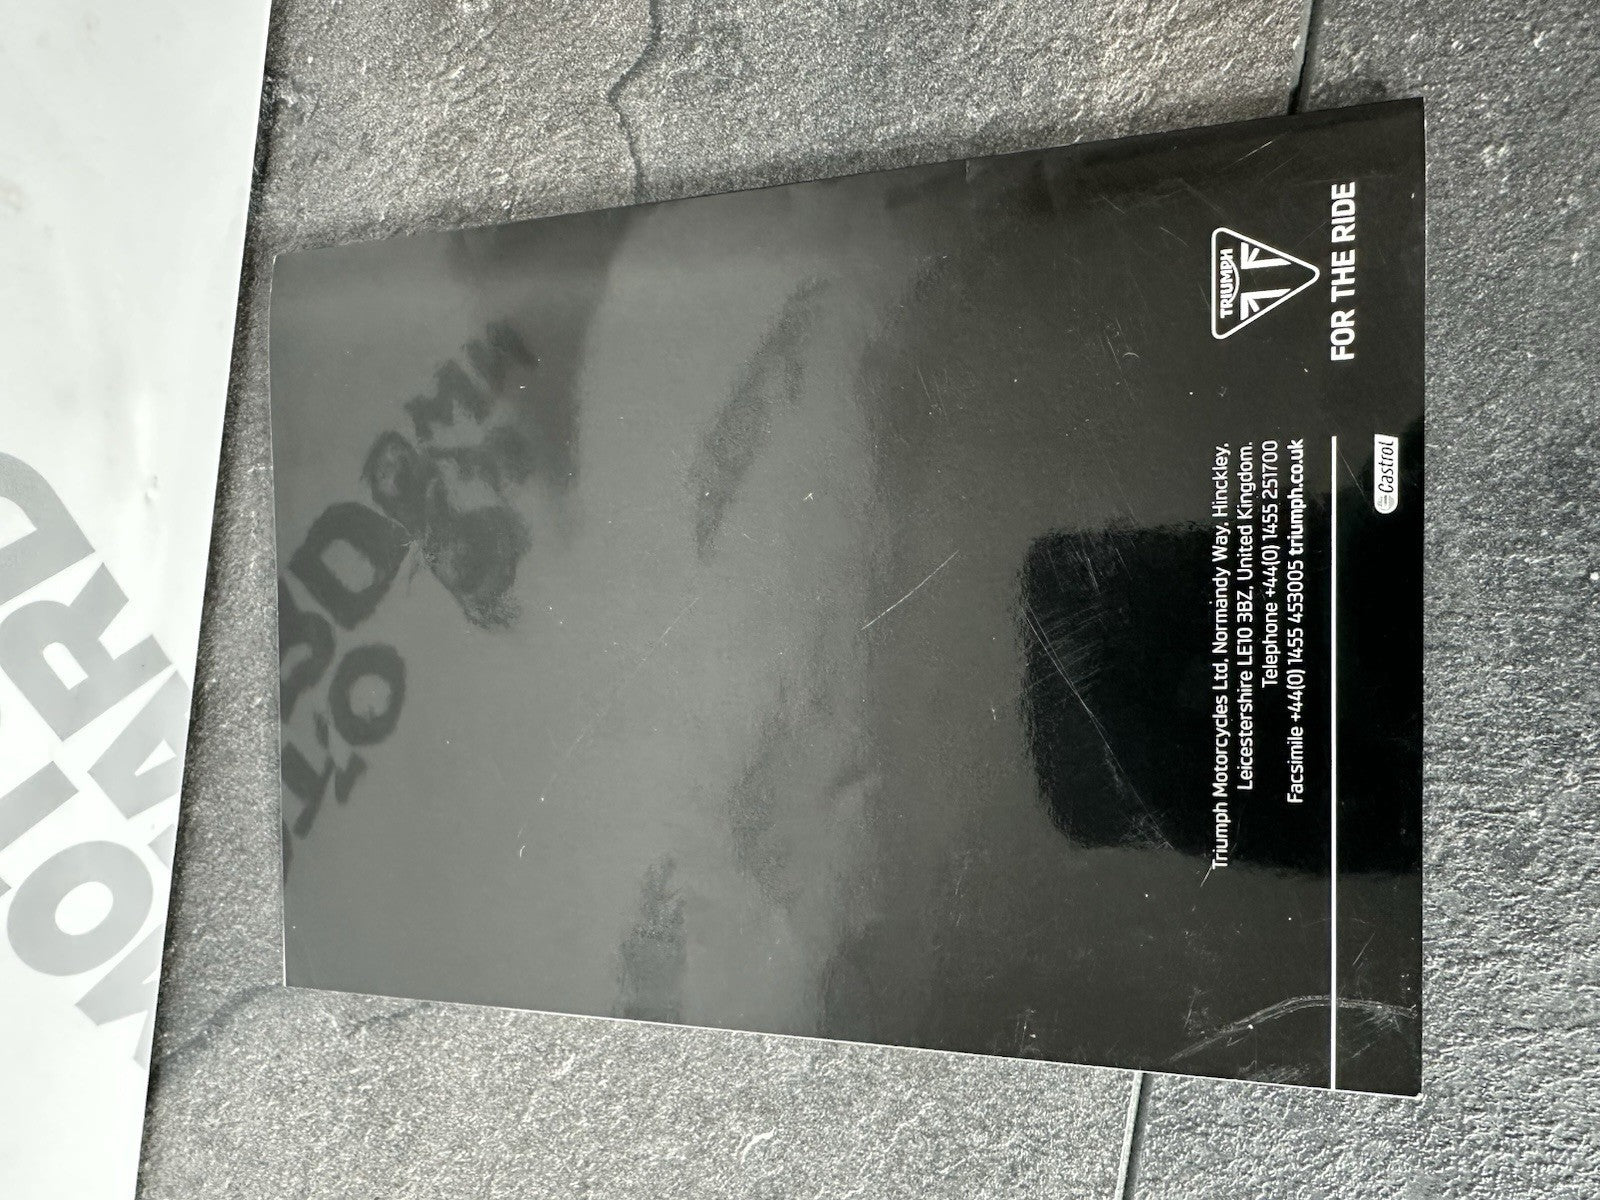 Triumph Motorcycles Ltd, Normandy Way, Hinckley,
Leicestershire LE10 3BZ, United Kingdom.
Telephone +44(0) 1455 251700
Facsimile +44(0) 1455 453005 triumph.co.uk
TRIUMPH
FOR THE RIDE
Castrol